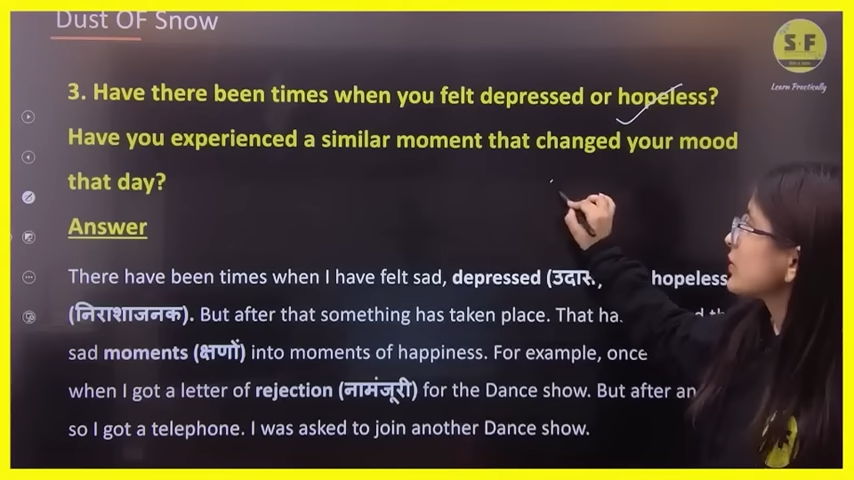 Dust OF Snow
S F
Learn Practically
3. Have there been times when you felt depressed or hopeless?
Have you experienced a similar moment that changed your mood
that day?
Answer
There have been times when I have felt sad, depressed (उदास, hopeless
(निराशाजनक). But after that something has taken place. That ha
sad moments (क्षणों) into moments of happiness. For example, once
when I got a letter of rejection (नामंजूरी) for the Dance show. But after an
so I got a telephone. I was asked to join another Dance show.